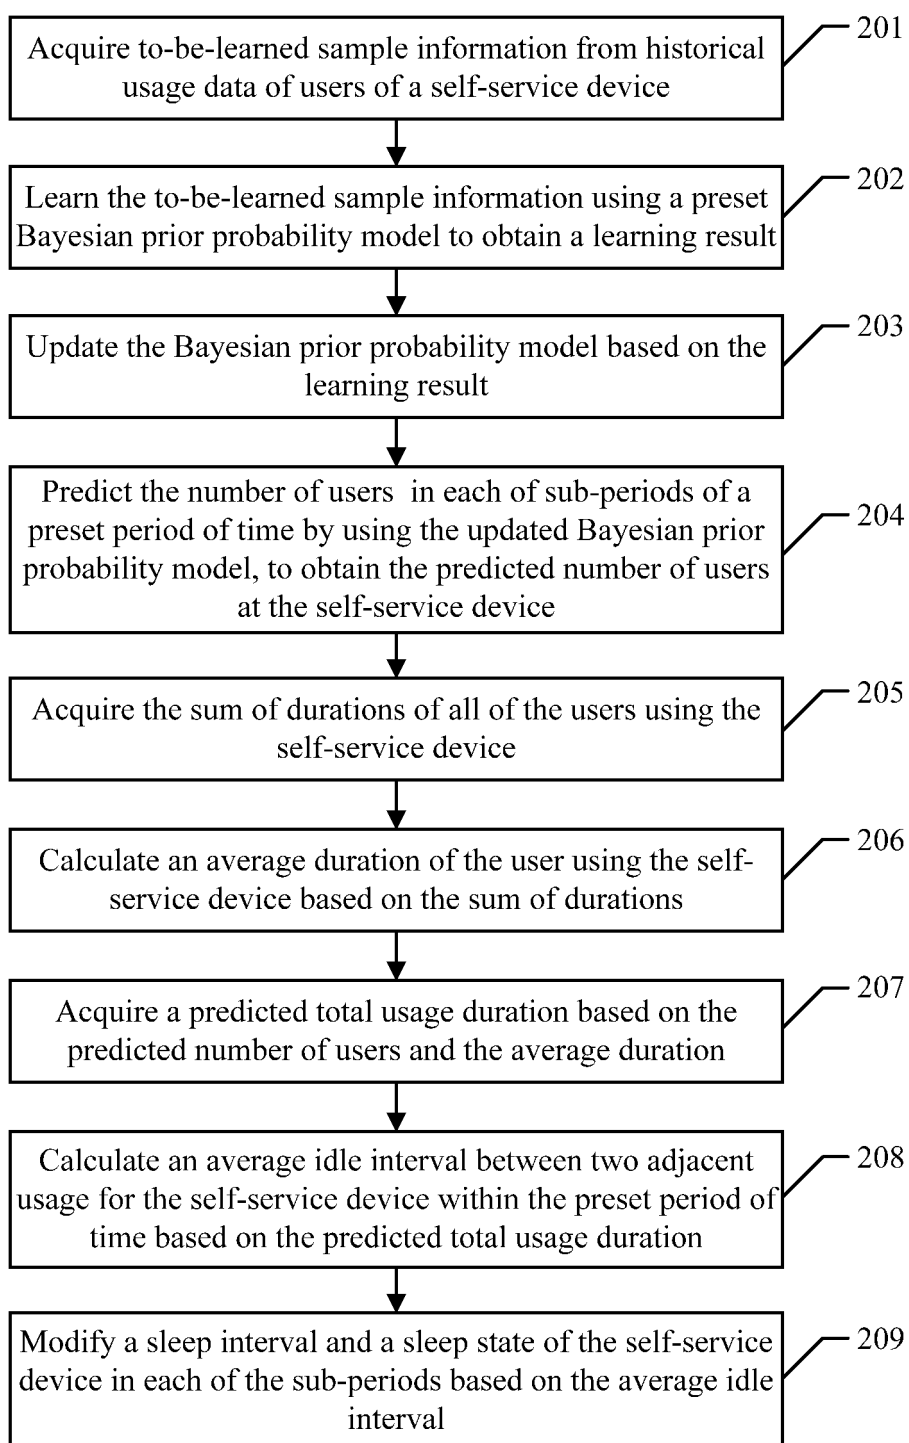 201
Acquire to-be-learned sample information from historical
usage data of users of a self-service device
202
Learn the to-be-learned sample information using a preset
Bayesian prior probability model to obtain a learning result
203
Update the Bayesian prior probability model based on the
learning result
204
Predict the number of users in each of sub-periods of a
preset period of time by using the updated Bayesian prior
probability model, to obtain the predicted number of users
at the self-service device
205
Acquire the sum of durations of all of the users using the
self-service device
206
Calculate an average duration of the user using the self-
service device based on the sum of durations
207
Acquire a predicted total usage duration based on the
predicted number of users and the average duration
208
Calculate an average idle interval between two adjacent
usage for the self-service device within the preset period of
time based on the predicted total usage duration
209
Modify a sleep interval and a sleep state of the self-service
device in each of the sub-periods based on the average idle
interval